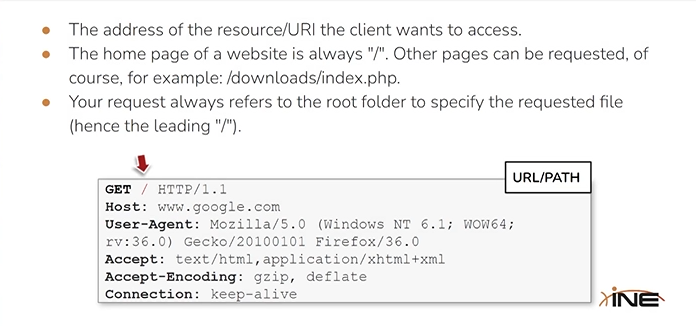 The address of the resource/URI the client wants to access.
The home page of a website is always "/". Other pages can be requested, of
course, for example: /downloads/index.php.
Your request always refers to the root folder to specify the requested file
(hence the leading "/").
URL/PATH
GET / HTTP/1.1
Host: www.google.com
User-Agent: Mozilla/5.0 (Windows NT 6.1; WOW64;
rv:36.0) Gecko/20100101 Firefox/36.0
Accept: text/html,application/xhtml+xml
Accept-Encoding: gzip, deflate
Connection: keep-alive
INE